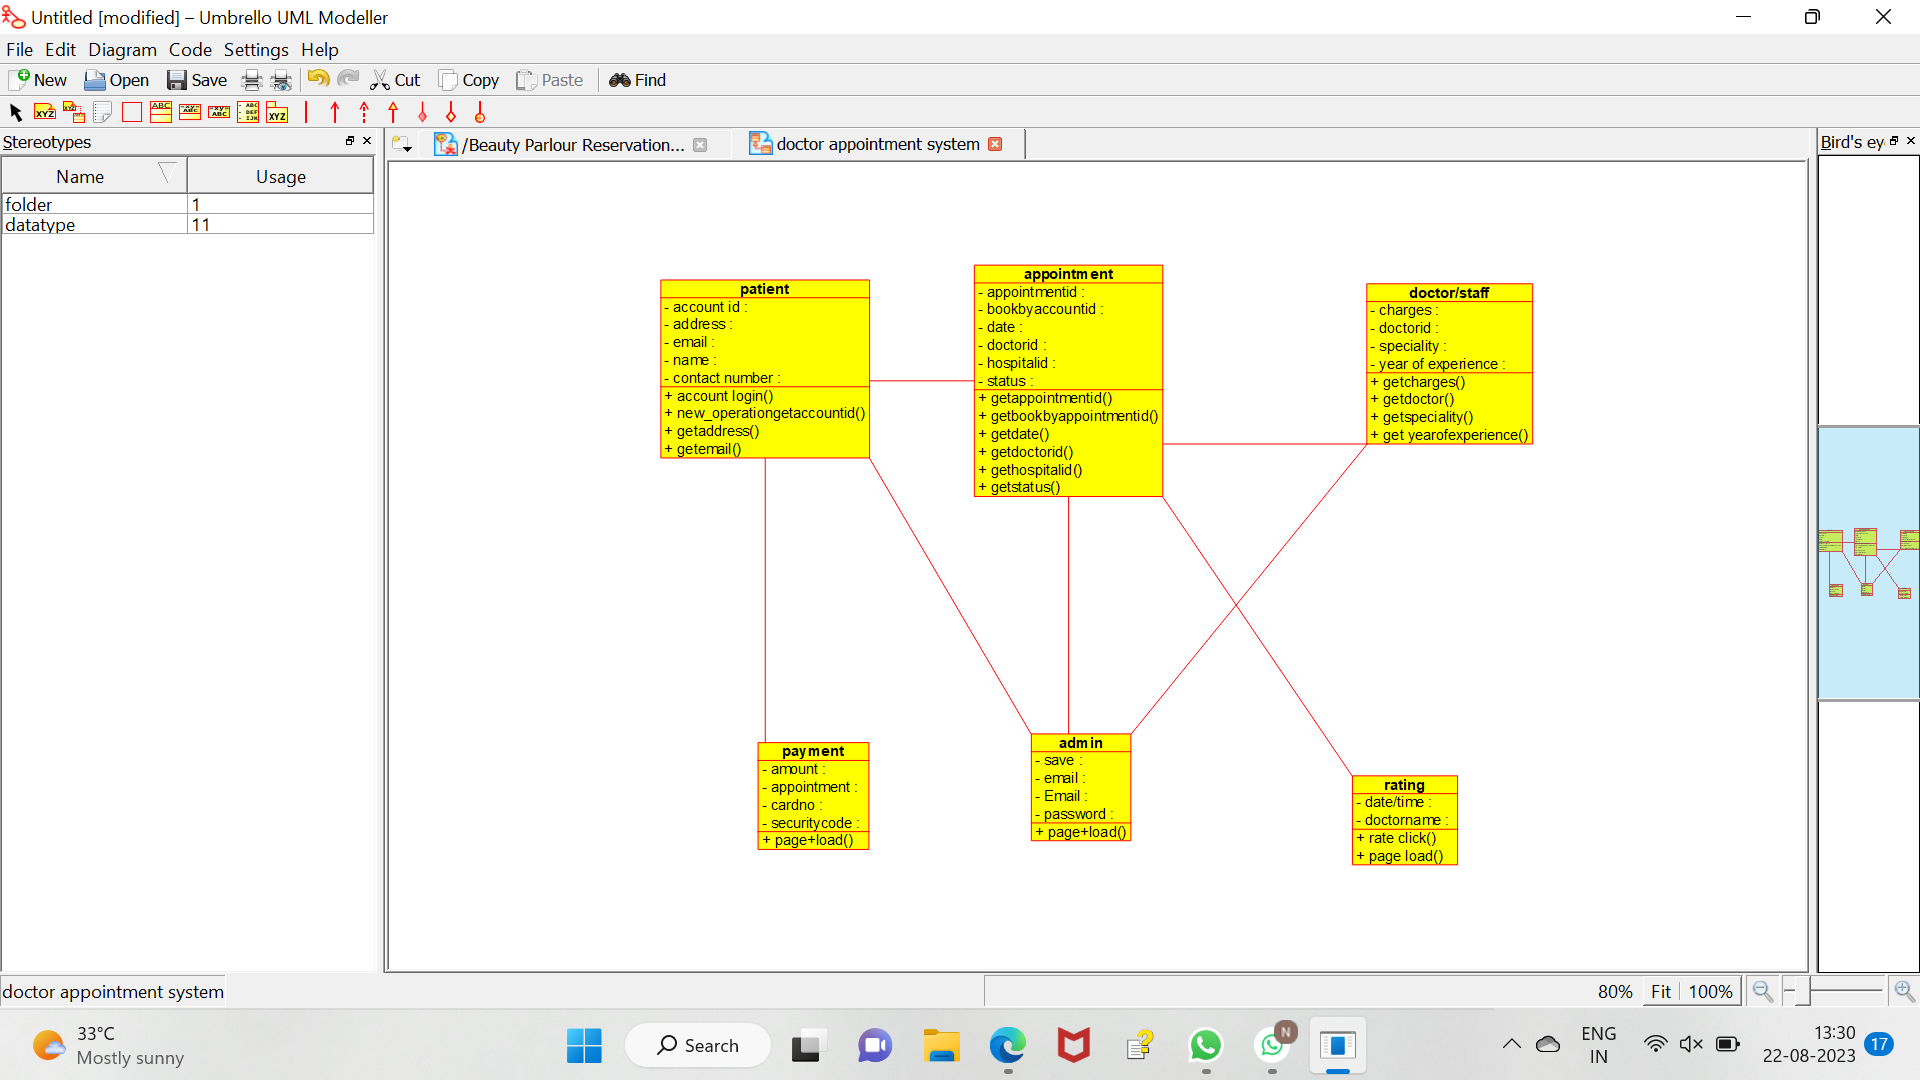 Untitled [modified] – Umbrello UML Modeller
File Edit Diagram Code Settings Help
New Open Save Cut Copy Paste Find
XYZ
Stereotypes
/Beauty Parlour Reservation...
doctor appointment system
Bird's ey
Name Usage
folder 1
datatype 11
patient
- account id :
- address :
- email :
- name :
- contact number :
+ account login()
+ new_operationgetaccountid()
+ getaddress()
+ getemail()
appointment
- appointmentid :
- bookbyaccountid :
- date :
- doctorid :
- hospitalid :
- status :
+ getappointmentid()
+ getbookbyappointmentid()
+ getdate()
+ getdoctorid()
+ gethospitalid()
+ getstatus()
doctor/staff
- charges :
- doctorid :
- speciality :
- year of experience :
+ getcharges()
+ getdoctor()
+ getspeciality()
+ get yearofexperience()
payment
- amount :
- appointment :
- cardno :
- securitycode :
+ page+load()
admin
- save :
- email :
- Email :
- password :
+ page+load()
rating
- date/time :
- doctorname :
+ rate click()
+ page load()
doctor appointment system
80% Fit 100%
33°C
Mostly sunny
Search
N
ENG
IN
13:30
22-08-2023
17